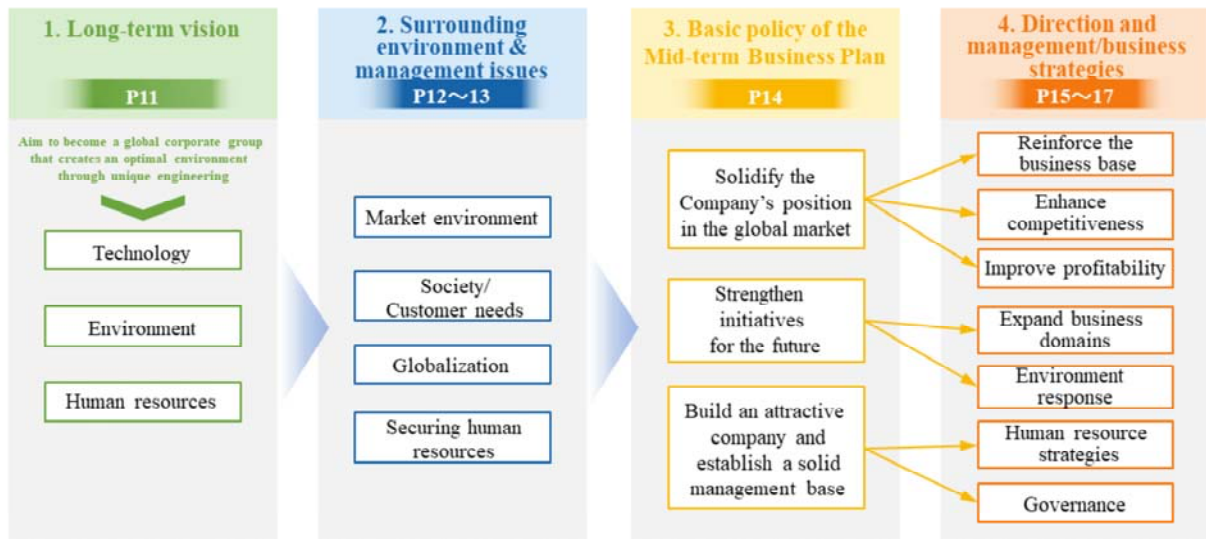 1. Long-term vision
P11
Aim to become a global corporate group
that creates an optimal environment
through unique engineering
Technology
Environment
Human resources
2. Surrounding
environment &
management issues
P12～13
Market environment
Society/
Customer needs
Globalization
Securing human
resources
3. Basic policy of the
Mid-term Business Plan
P14
Solidify the
Company's position
in the global market
Strengthen
initiatives
for the future
Build an attractive
company and
establish a solid
management base
4. Direction and
management/business
strategies
P15～17
Reinforce the
business base
Enhance
competitiveness
Improve profitability
Expand business
domains
Environment
response
Human resource
strategies
Governance